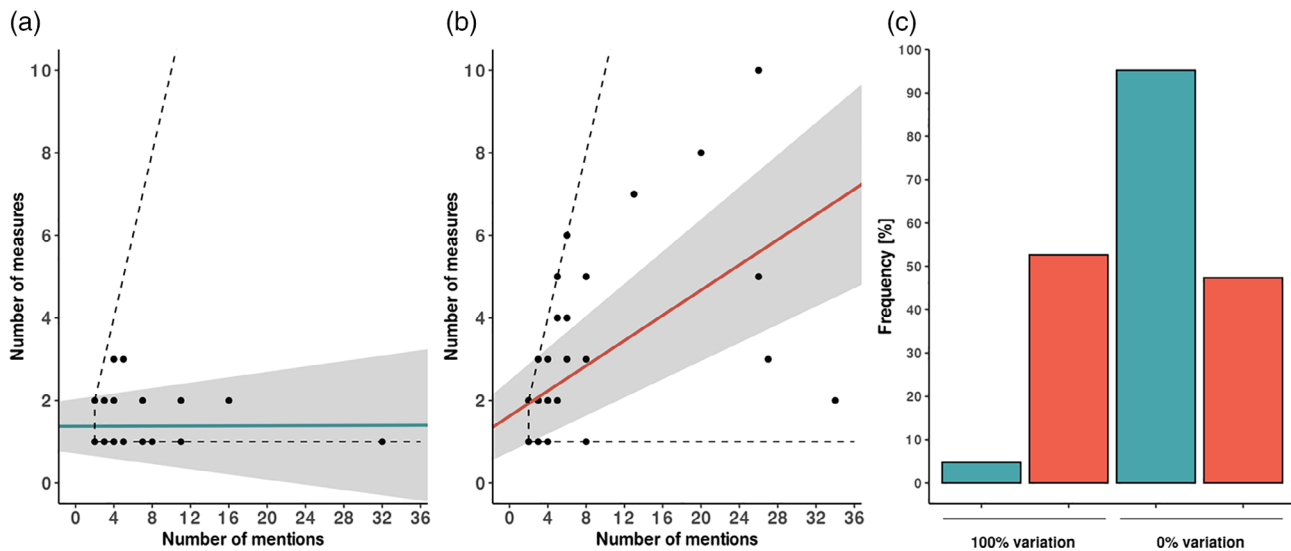 (a)
10
8
6
4
2
0
Number of measures
0 4 8 12 16 20 24 28 32 36
Number of mentions
(b)
10
8
6
4
2
0
Number of measures
0 4 8 12 16 20 24 28 32 36
Number of mentions
(c)
100
90
80
70
60
50
40
30
20
10
0
Frequency [%]
100% variation 0% variation